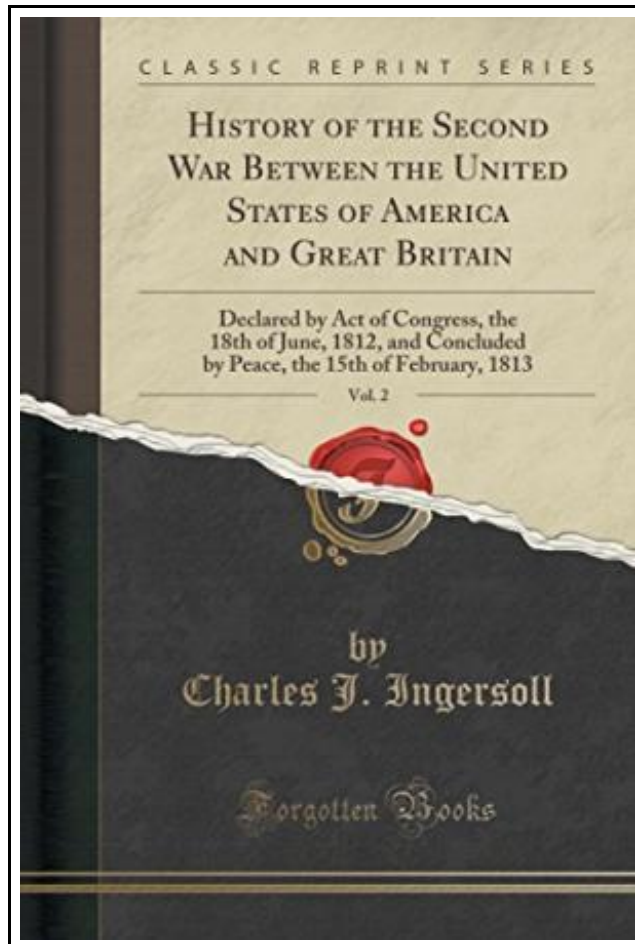 CLASSIC REPRINT SERIES
HISTORY OF THE SECOND
WAR BETWEEN THE UNITED
STATES OF AMERICA
AND GREAT BRITAIN
Declared by Act of Congress, the
18th of June, 1812, and Concluded
by Peace, the 15th of February, 1813
Vol. 2
by
Charles J. Ingersoll
Forgotten Books